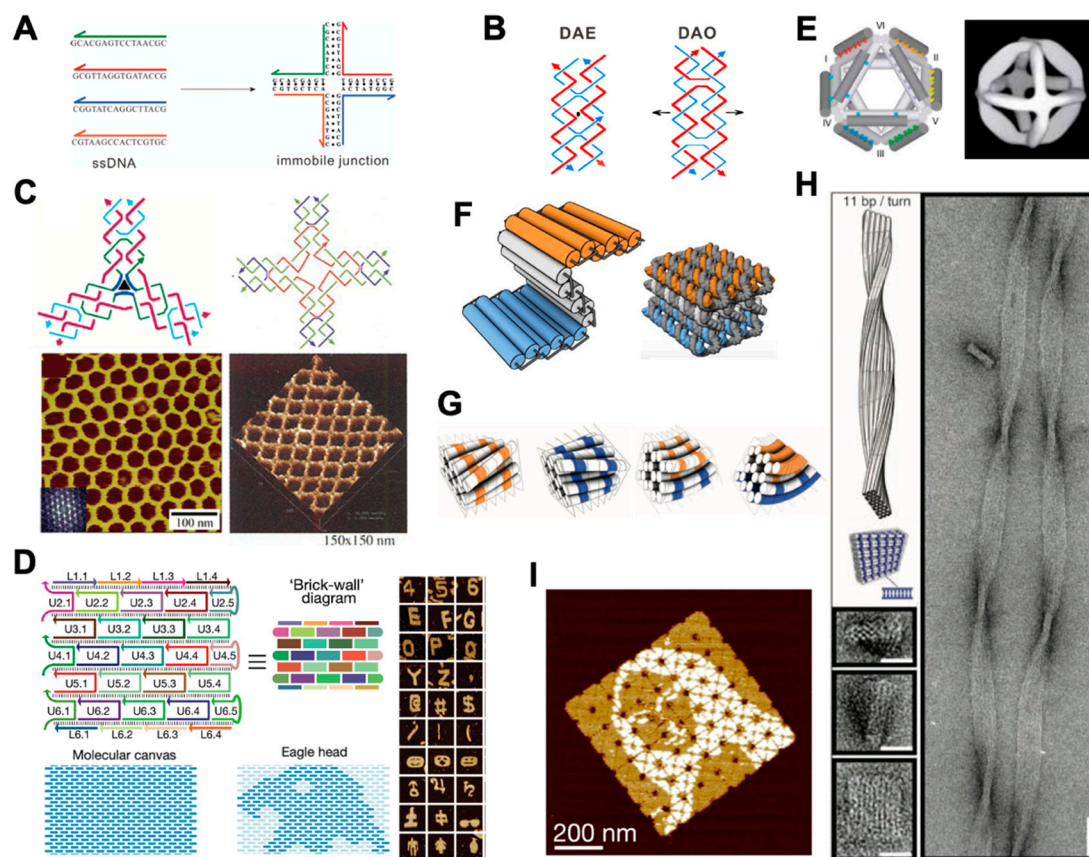 A
GCACGAGTCCTAACGC
GCGTTAGGTGATACCG
CGGTATCAGGCTTACG
CGTAAGCCACTCGTGC
ssDNA
immobile junction
B
DAE
DAO
E
VI
I
II
IV
V
III
C
100 nm
150x150 nm
D
L1.1 L1.2 L1.3 L1.4
U2.1 U2.2 U2.3 U2.4 U2.5
U3.1 U3.2 U3.3 U3.4
U4.1 U4.2 U4.3 U4.4 U4.5
U5.1 U5.2 U5.3 U5.4
U6.1 U6.2 U6.3 U6.4 U6.5
L6.1 L6.2 L6.3 L6.4
'Brick-wall'
diagram
Molecular canvas
Eagle head
4 5 6
E F G
O P Q
Y Z
@ # $
F
G
H
11 bp / turn
I
200 nm